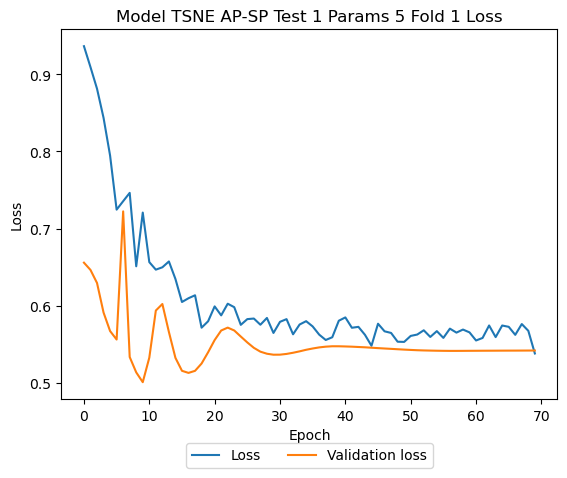 Model TSNE AP-SP Test 1 Params 5 Fold 1 Loss
0.9
0.8
0.7
0.6
0.5
Loss
0 10 20 30 40 50 60 70
Epoch
Loss Validation loss